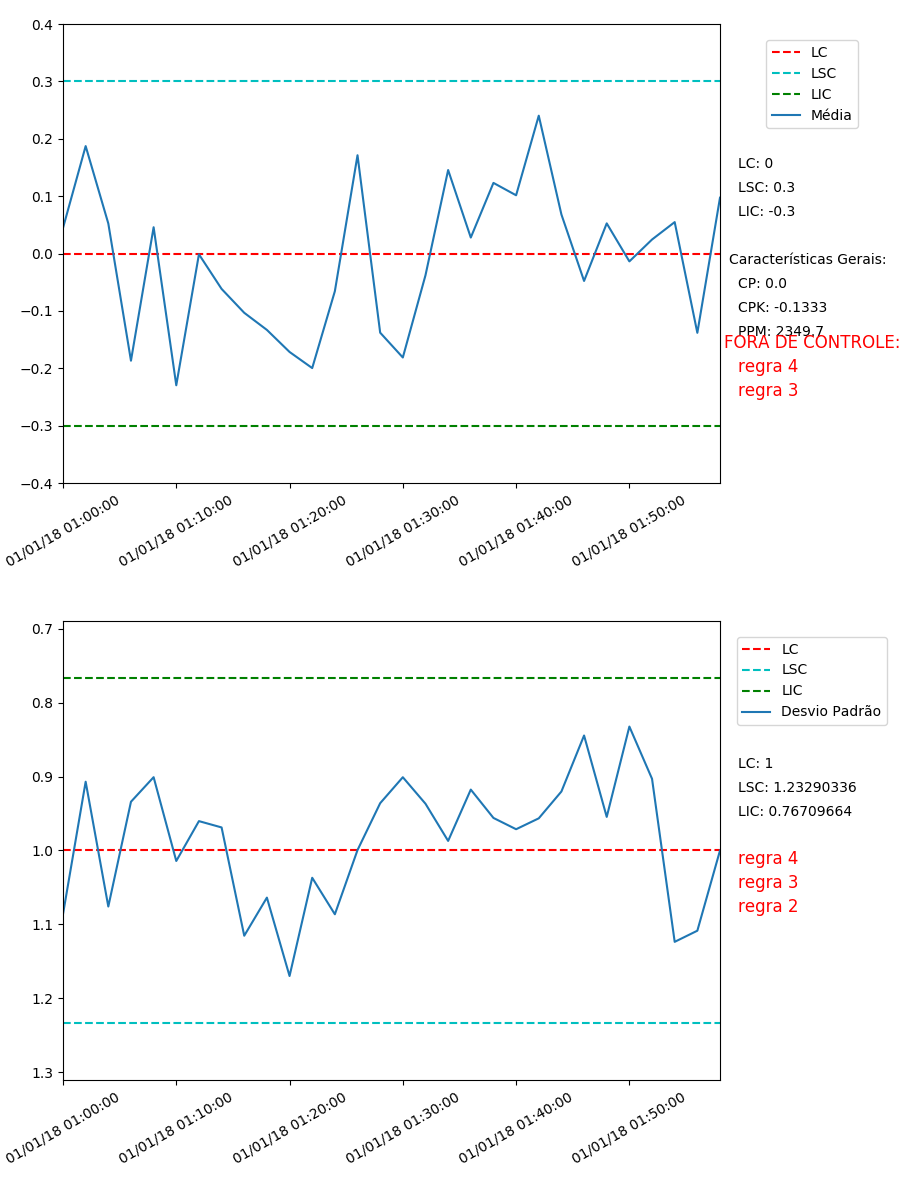 0.4
0.3
0.2
0.1
0.0
−0.1
−0.2
−0.3
−0.4
01/01/18 01:00:00
01/01/18 01:10:00
01/01/18 01:20:00
01/01/18 01:30:00
01/01/18 01:40:00
01/01/18 01:50:00
LC
LSC
LIC
Média
LC: 0
LSC: 0.3
LIC: -0.3
Características Gerais:
CP: 0.0
CPK: -0.1333
PPM: 2349.7
FORA DE CONTROLE:
regra 4
regra 3
0.7
0.8
0.9
1.0
1.1
1.2
1.3
01/01/18 01:00:00
01/01/18 01:10:00
01/01/18 01:20:00
01/01/18 01:30:00
01/01/18 01:40:00
01/01/18 01:50:00
LC
LSC
LIC
Desvio Padrão
LC: 1
LSC: 1.23290336
LIC: 0.76709664
regra 4
regra 3
regra 2